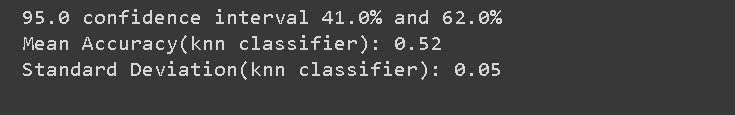 95.0 confidence interval 41.0% and 62.0%
Mean Accuracy(knn classifier): 0.52
Standard Deviation(knn classifier): 0.05